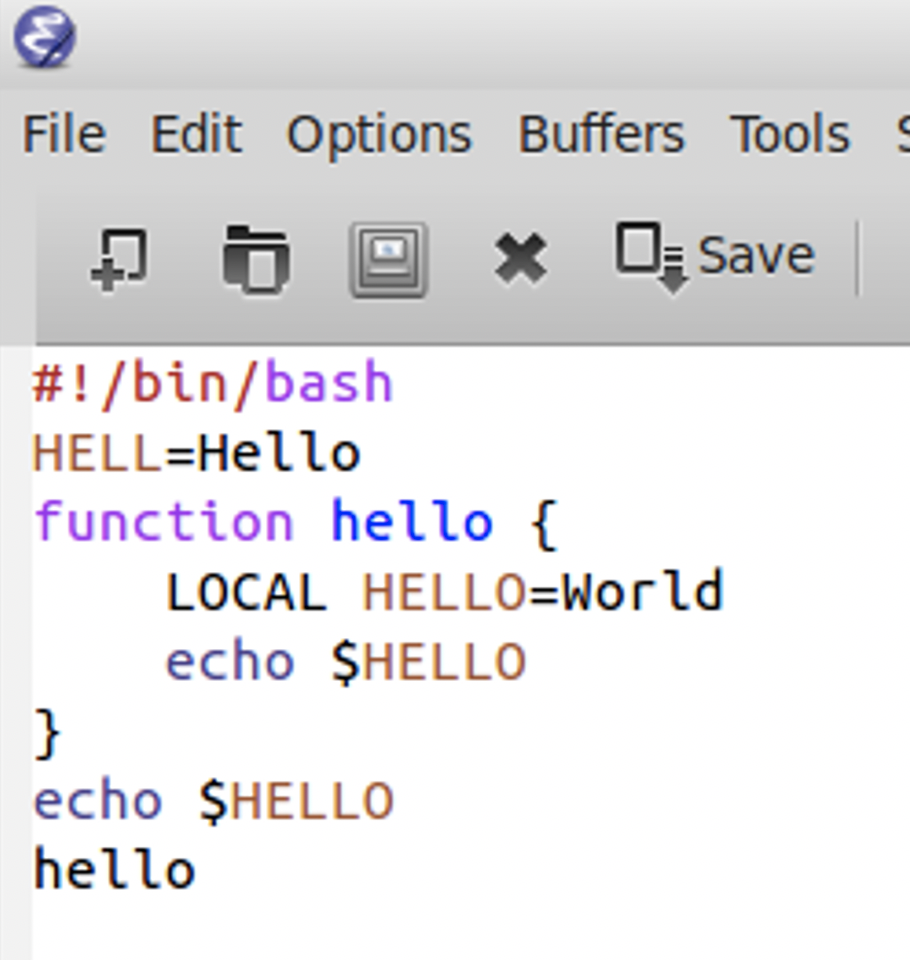 File Edit Options Buffers Tools S
Save
#!/bin/bash
HELL=Hello
function hello {
    LOCAL HELLO=World
    echo $HELLO
}
echo $HELLO
hello